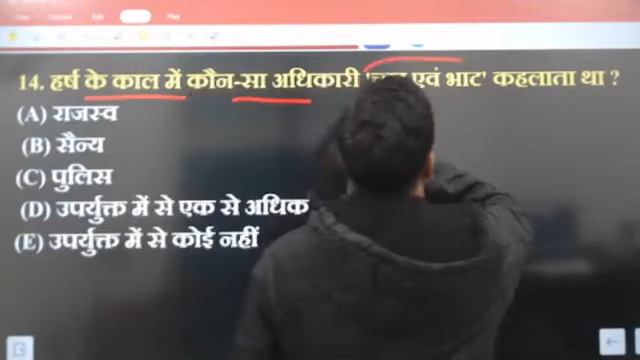 14. हर्ष के काल में कौन-सा अधिकारी एवं भाट' कहलाता था ?
(A) राजस्व
(B) सैन्य
(C) पुलिस
(D) उपर्युक्त में से एक से अधिक
(E) उपर्युक्त में से कोई नहीं